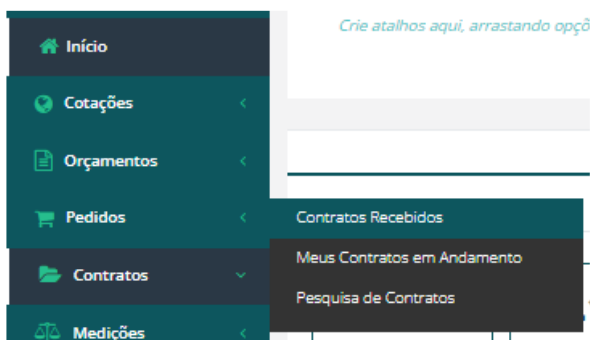 Crie atalhos aqui, arrastando opçõ
Início
Cotações
Orçamentos
Pedidos
Contratos
Contratos Recebidos
Meus Contratos em Andamento
Pesquisa de Contratos
Medições